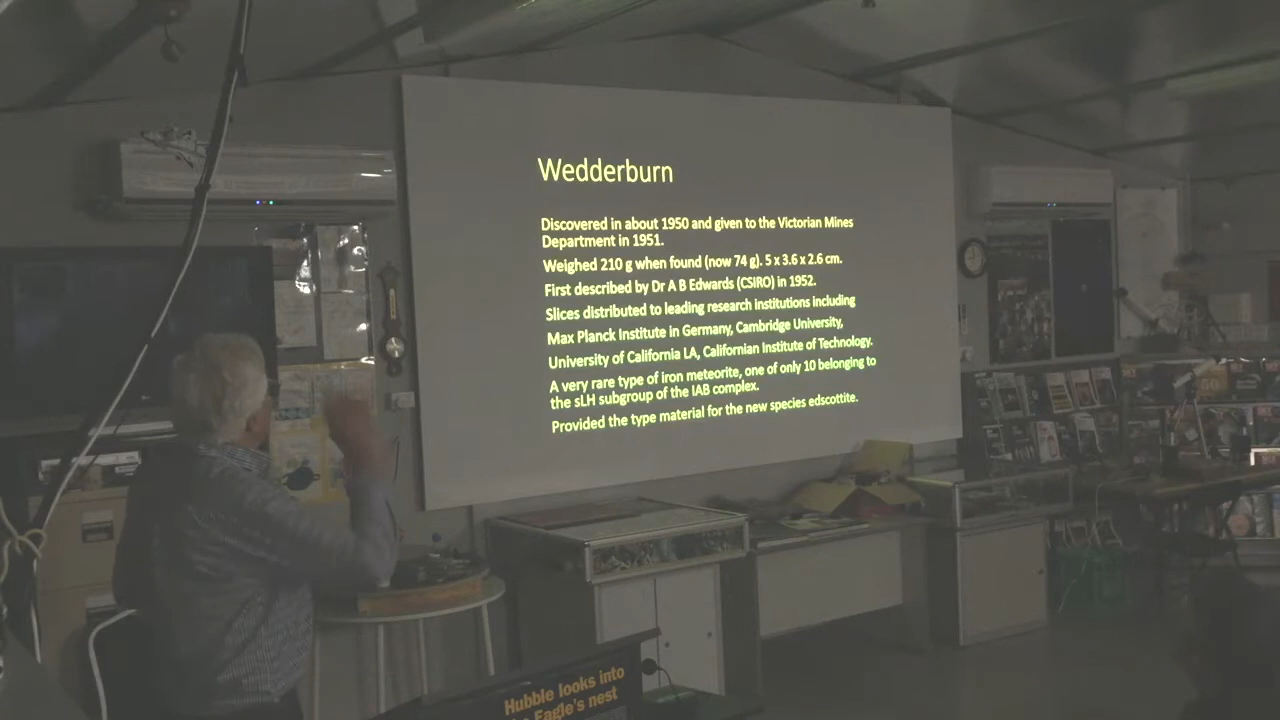 Wedderburn
Discovered in about 1950 and given to the Victorian Mines
Department in 1951.
Weighed 210 g when found (now 74 g). 5 x 3.6 x 2.6 cm.
First described by Dr A B Edwards (CSIRO) in 1952.
Slices distributed to leading research institutions including
Max Planck Institute in Germany, Cambridge University,
University of California LA, Californian Institute of Technology.
A very rare type of iron meteorite, one of only 10 belonging to
the sLH subgroup of the IAB complex.
Provided the type material for the new species edscottite.
Hubble looks into
Eagle's nest